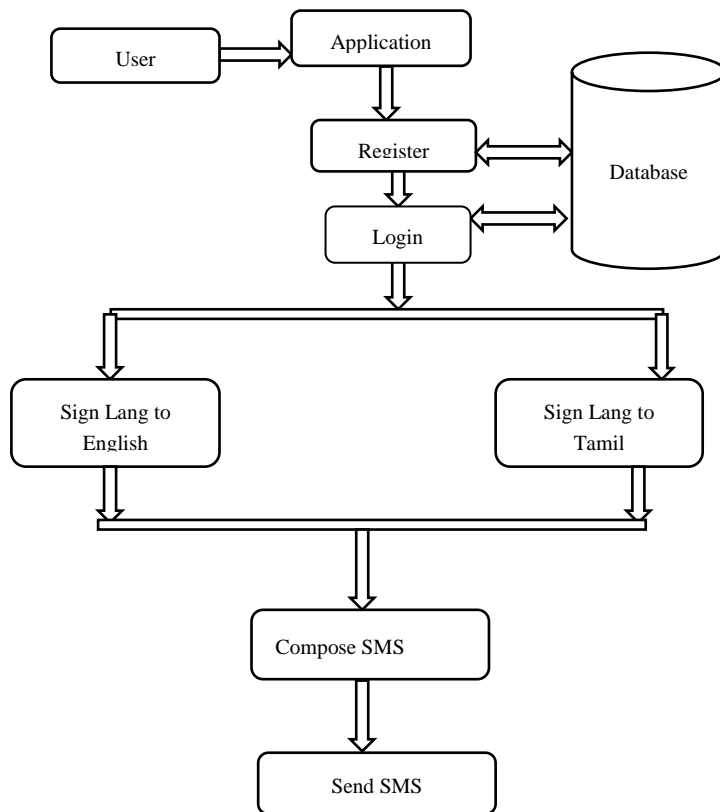 User
Application
Register
Database
Login
Sign Lang to
English
Sign Lang to
Tamil
Compose SMS
Send SMS